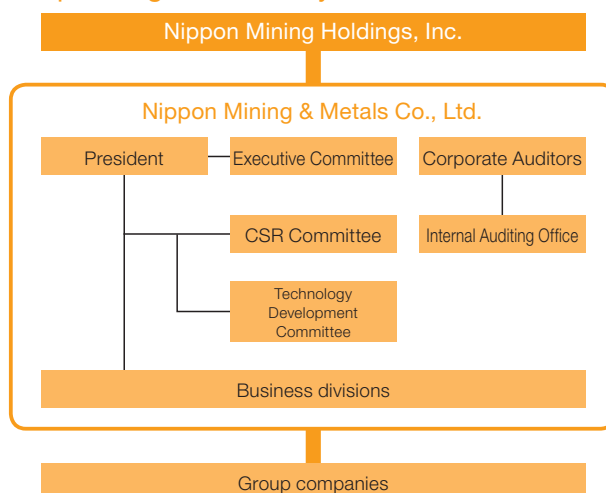 Nippon Mining Holdings, Inc.
Nippon Mining & Metals Co., Ltd.
President
Executive Committee
Corporate Auditors
CSR Committee
Internal Auditing Office
Technology
Development
Committee
Business divisions
Group companies